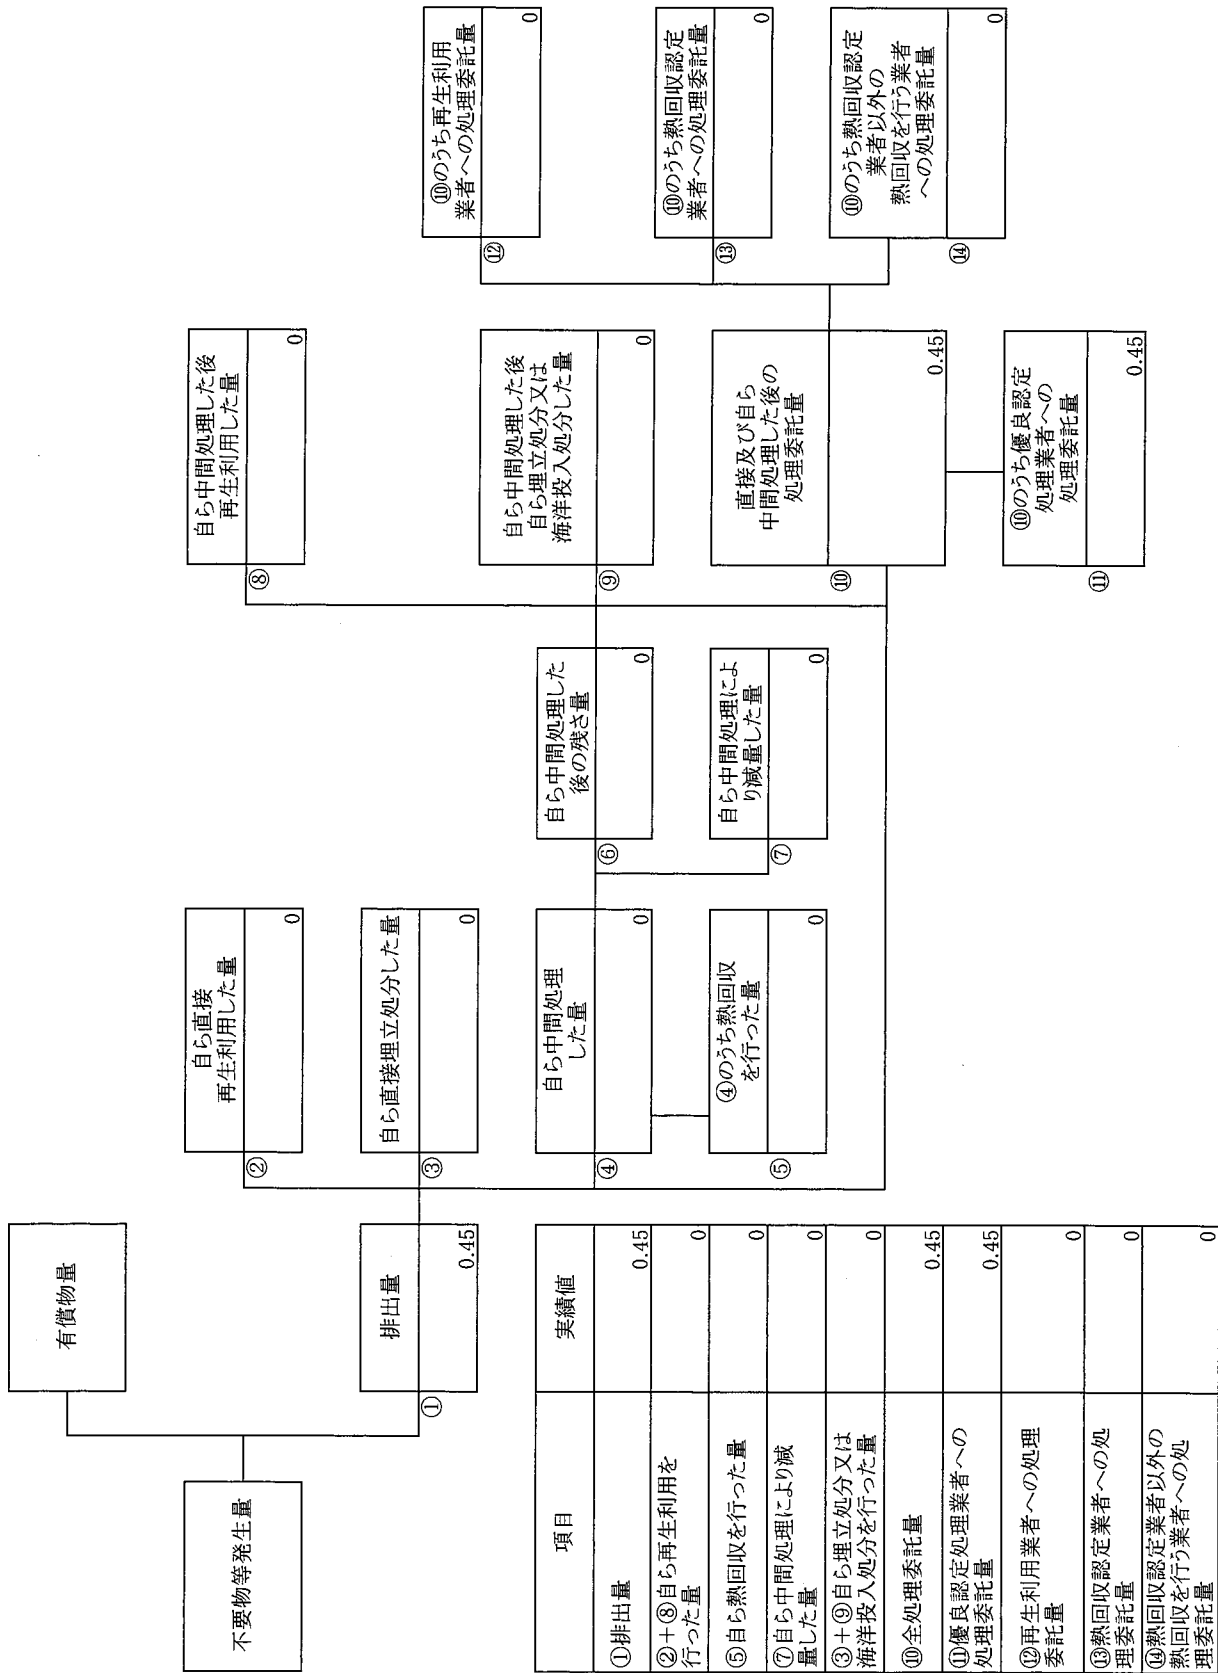 不要物等発生量
有償物量
排出量
①
0.45
自ら直接
再生利用した量
②
0
自ら直接埋立処分した量
③
0
自ら中間処理
した量
④
0
④のうち熱回収
を行った量
⑤
0
自ら中間処理した
後の残さ量
⑥
0
自ら中間処理によ
り減量した量
⑦
0
自ら中間処理した後
再生利用した量
⑧
0
自ら中間処理した後
自ら埋立処分又は
海洋投入処分した量
⑨
0
直接及び自ら
中間処理した後の
処理委託量
⑩
0.45
⑩のうち優良認定
処理業者への
処理委託量
⑪
0.45
⑩のうち再生利用
業者への処理委託量
⑫
0
⑩のうち熱回収認定
業者への処理委託量
⑬
0
⑩のうち熱回収認定
業者以外の
熱回収を行う業者
への処理委託量
⑭
0
項目 実績値
①排出量 0.45
②+⑧自ら再生利用を
行った量 0
⑤自ら熱回収を行った量 0
⑦自ら中間処理により減
量した量 0
③+⑨自ら埋立処分又は
海洋投入処分を行った量 0
⑩全処理委託量 0.45
⑪優良認定処理業者への
処理委託量 0.45
⑫再生利用業者への処理
委託量 0
⑬熱回収認定業者への処
理委託量 0
⑭熱回収認定業者以外の
熱回収を行う業者への処
理委託量 0